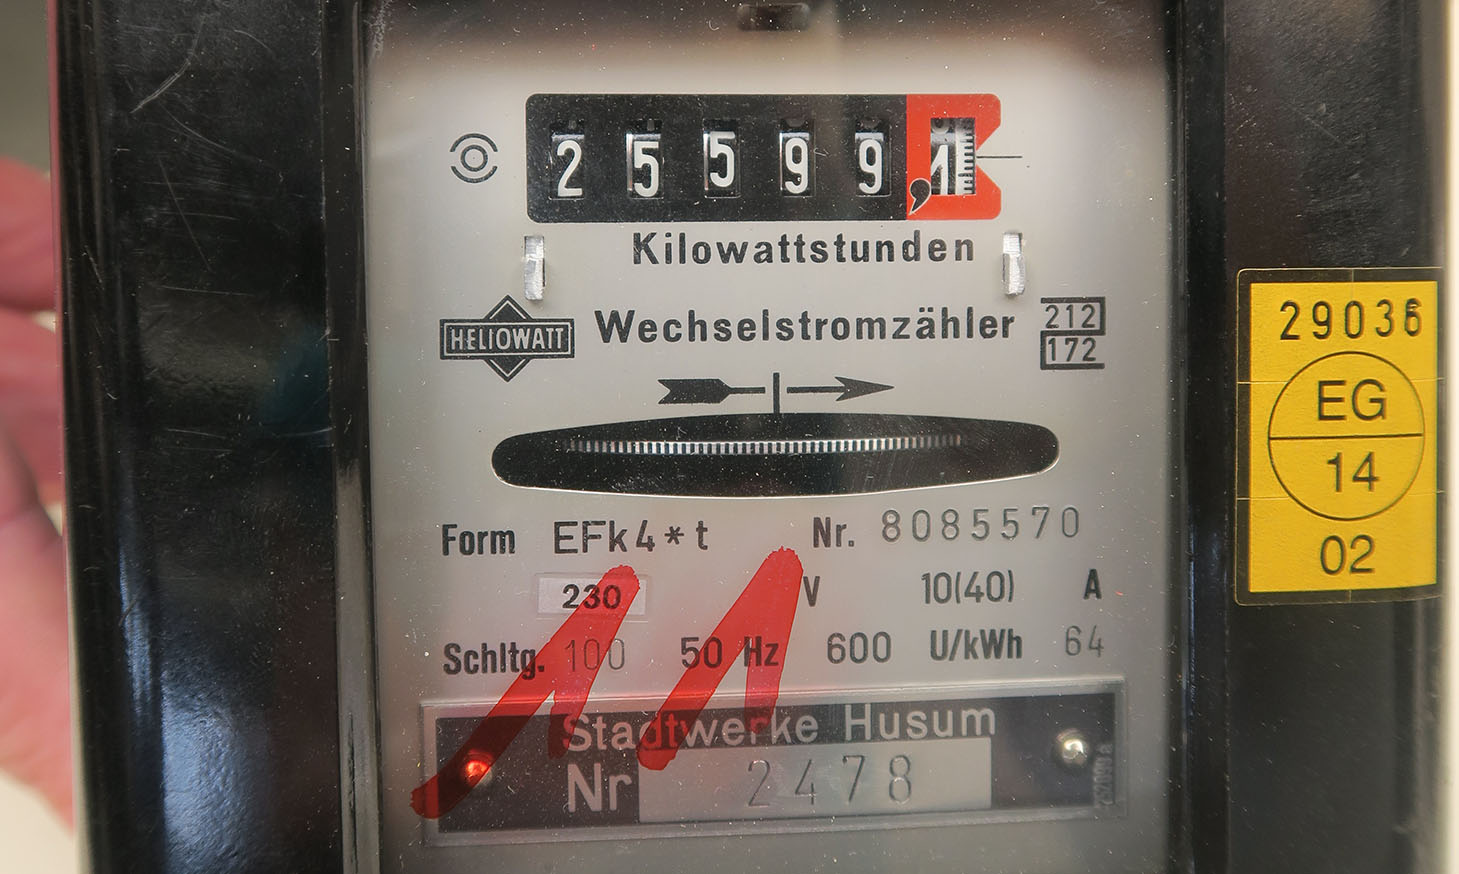 25599,1
Kilowattstunden
HELIOWATT
Wechselstromzähler
212
172
Form EFk4*t Nr. 8085570
230 V 10(40) A
Schltg. 100 50 Hz 600 U/kWh 64
11
Stadtwerke Husum
Nr 2478
29036
EG
14
02